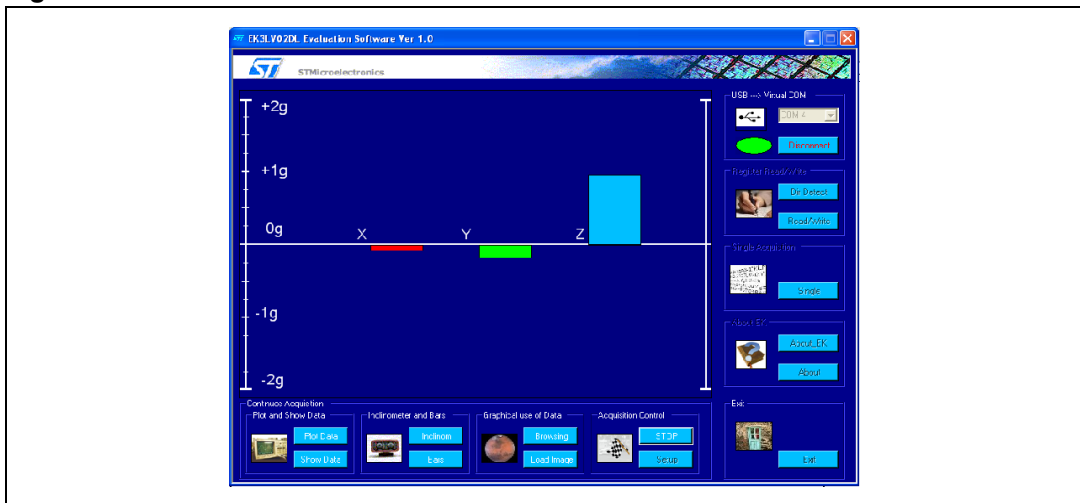 EK3LV02DL Evaluation Software Ver 1.0
ST
STMicroelectronics
+2g
+1g
0g
X
Y
Z
-1g
-2g
USB ---> Virtual COM
COM 4
Disconnect
Register Read/Write
Dir Detect
Read/Write
Single Acquisition
Single
About EK
About_EK
About
Exit
Exit
Continue Acquisition
Plot and Show Data
Plot Data
Show Data
Inclinometer and Bars
Inclinom
Bars
Graphical use of Data
Browsing
Load Image
Acquisition Control
STOP
Setup